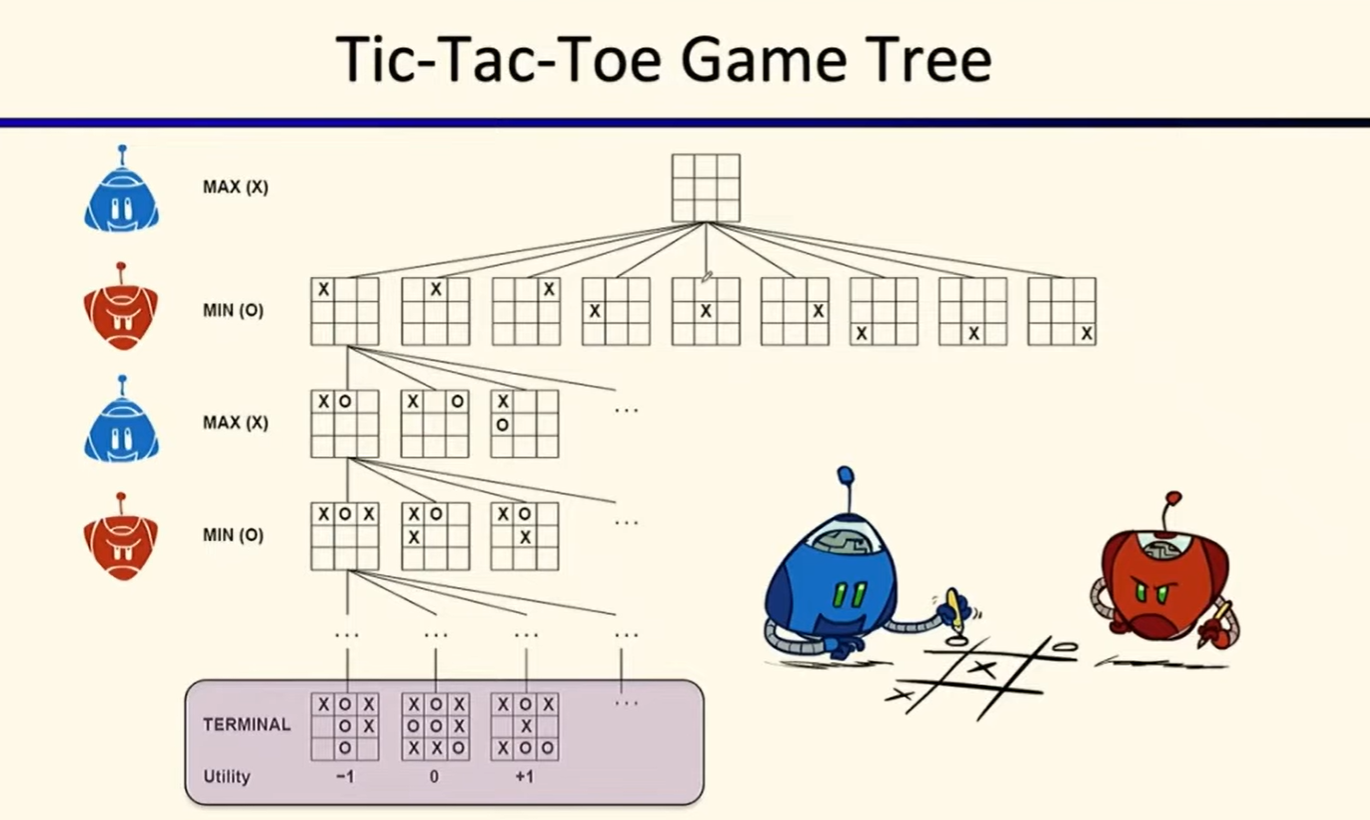 Tic-Tac-Toe Game Tree
MAX (X)
MIN (O)
X X X X X X X X X
MAX (X)
X O X O X
O
...
MIN (O)
X O X X O X O
X X
...
... ... ... ...
TERMINAL
X O X X O X X O X ...
O X O O X X
O X X O X O O
Utility −1 0 +1